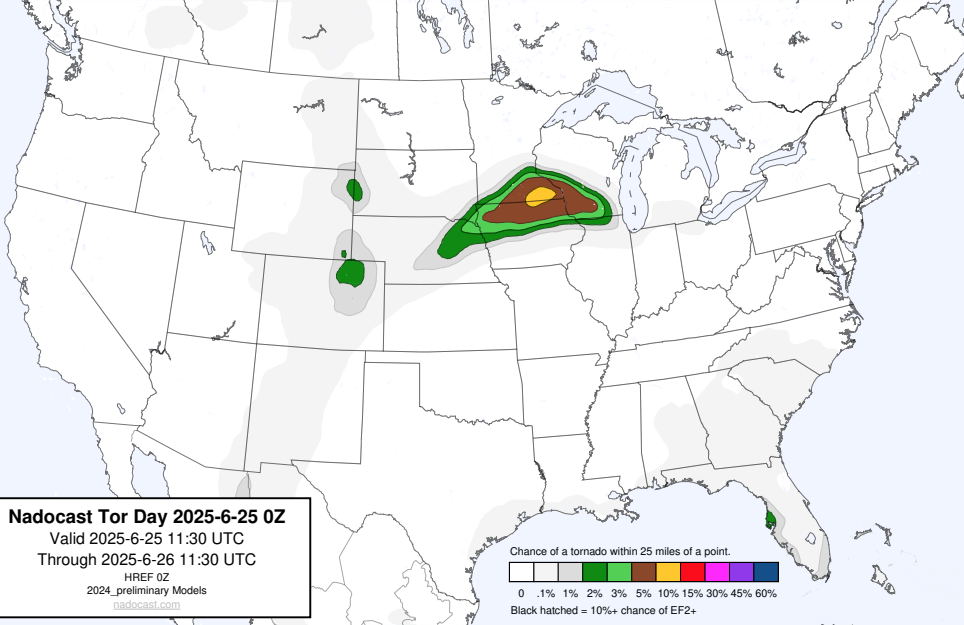 Nadocast Tor Day 2025-6-25 0Z
Valid 2025-6-25 11:30 UTC
Through 2025-6-26 11:30 UTC
HREF 0Z
2024_preliminary Models
nadocast.com
Chance of a tornado within 25 miles of a point.
0 .1% 1% 2% 3% 5% 10% 15% 30% 45% 60%
Black hatched = 10%+ chance of EF2+